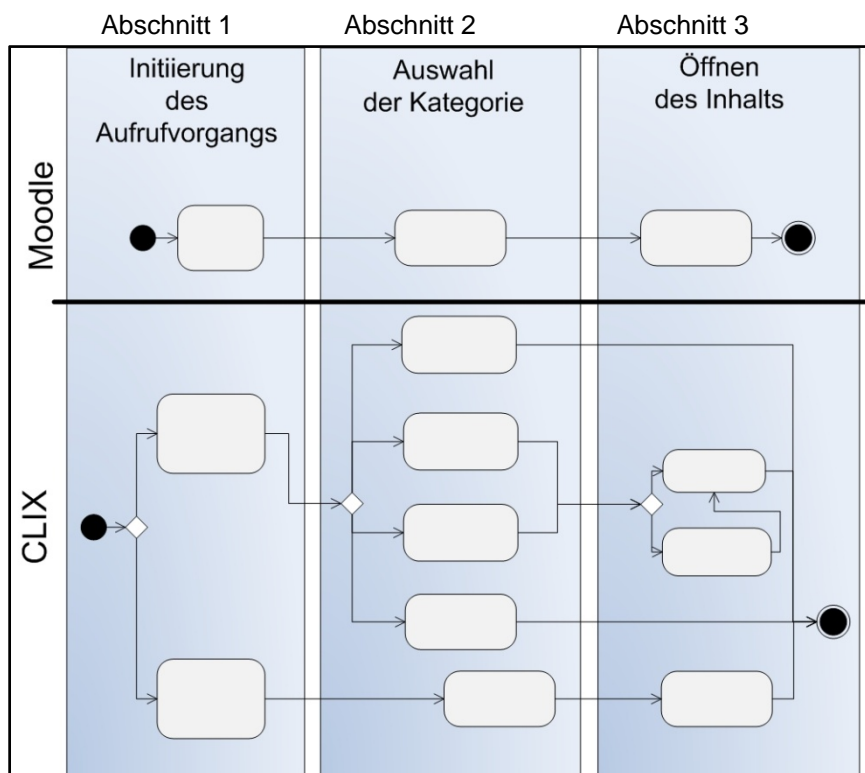 Abschnitt 1
Abschnitt 2
Abschnitt 3
Initiierung
des
Aufrufvorgangs
Auswahl
der Kategorie
Öffnen
des Inhalts
Moodle
CLIX